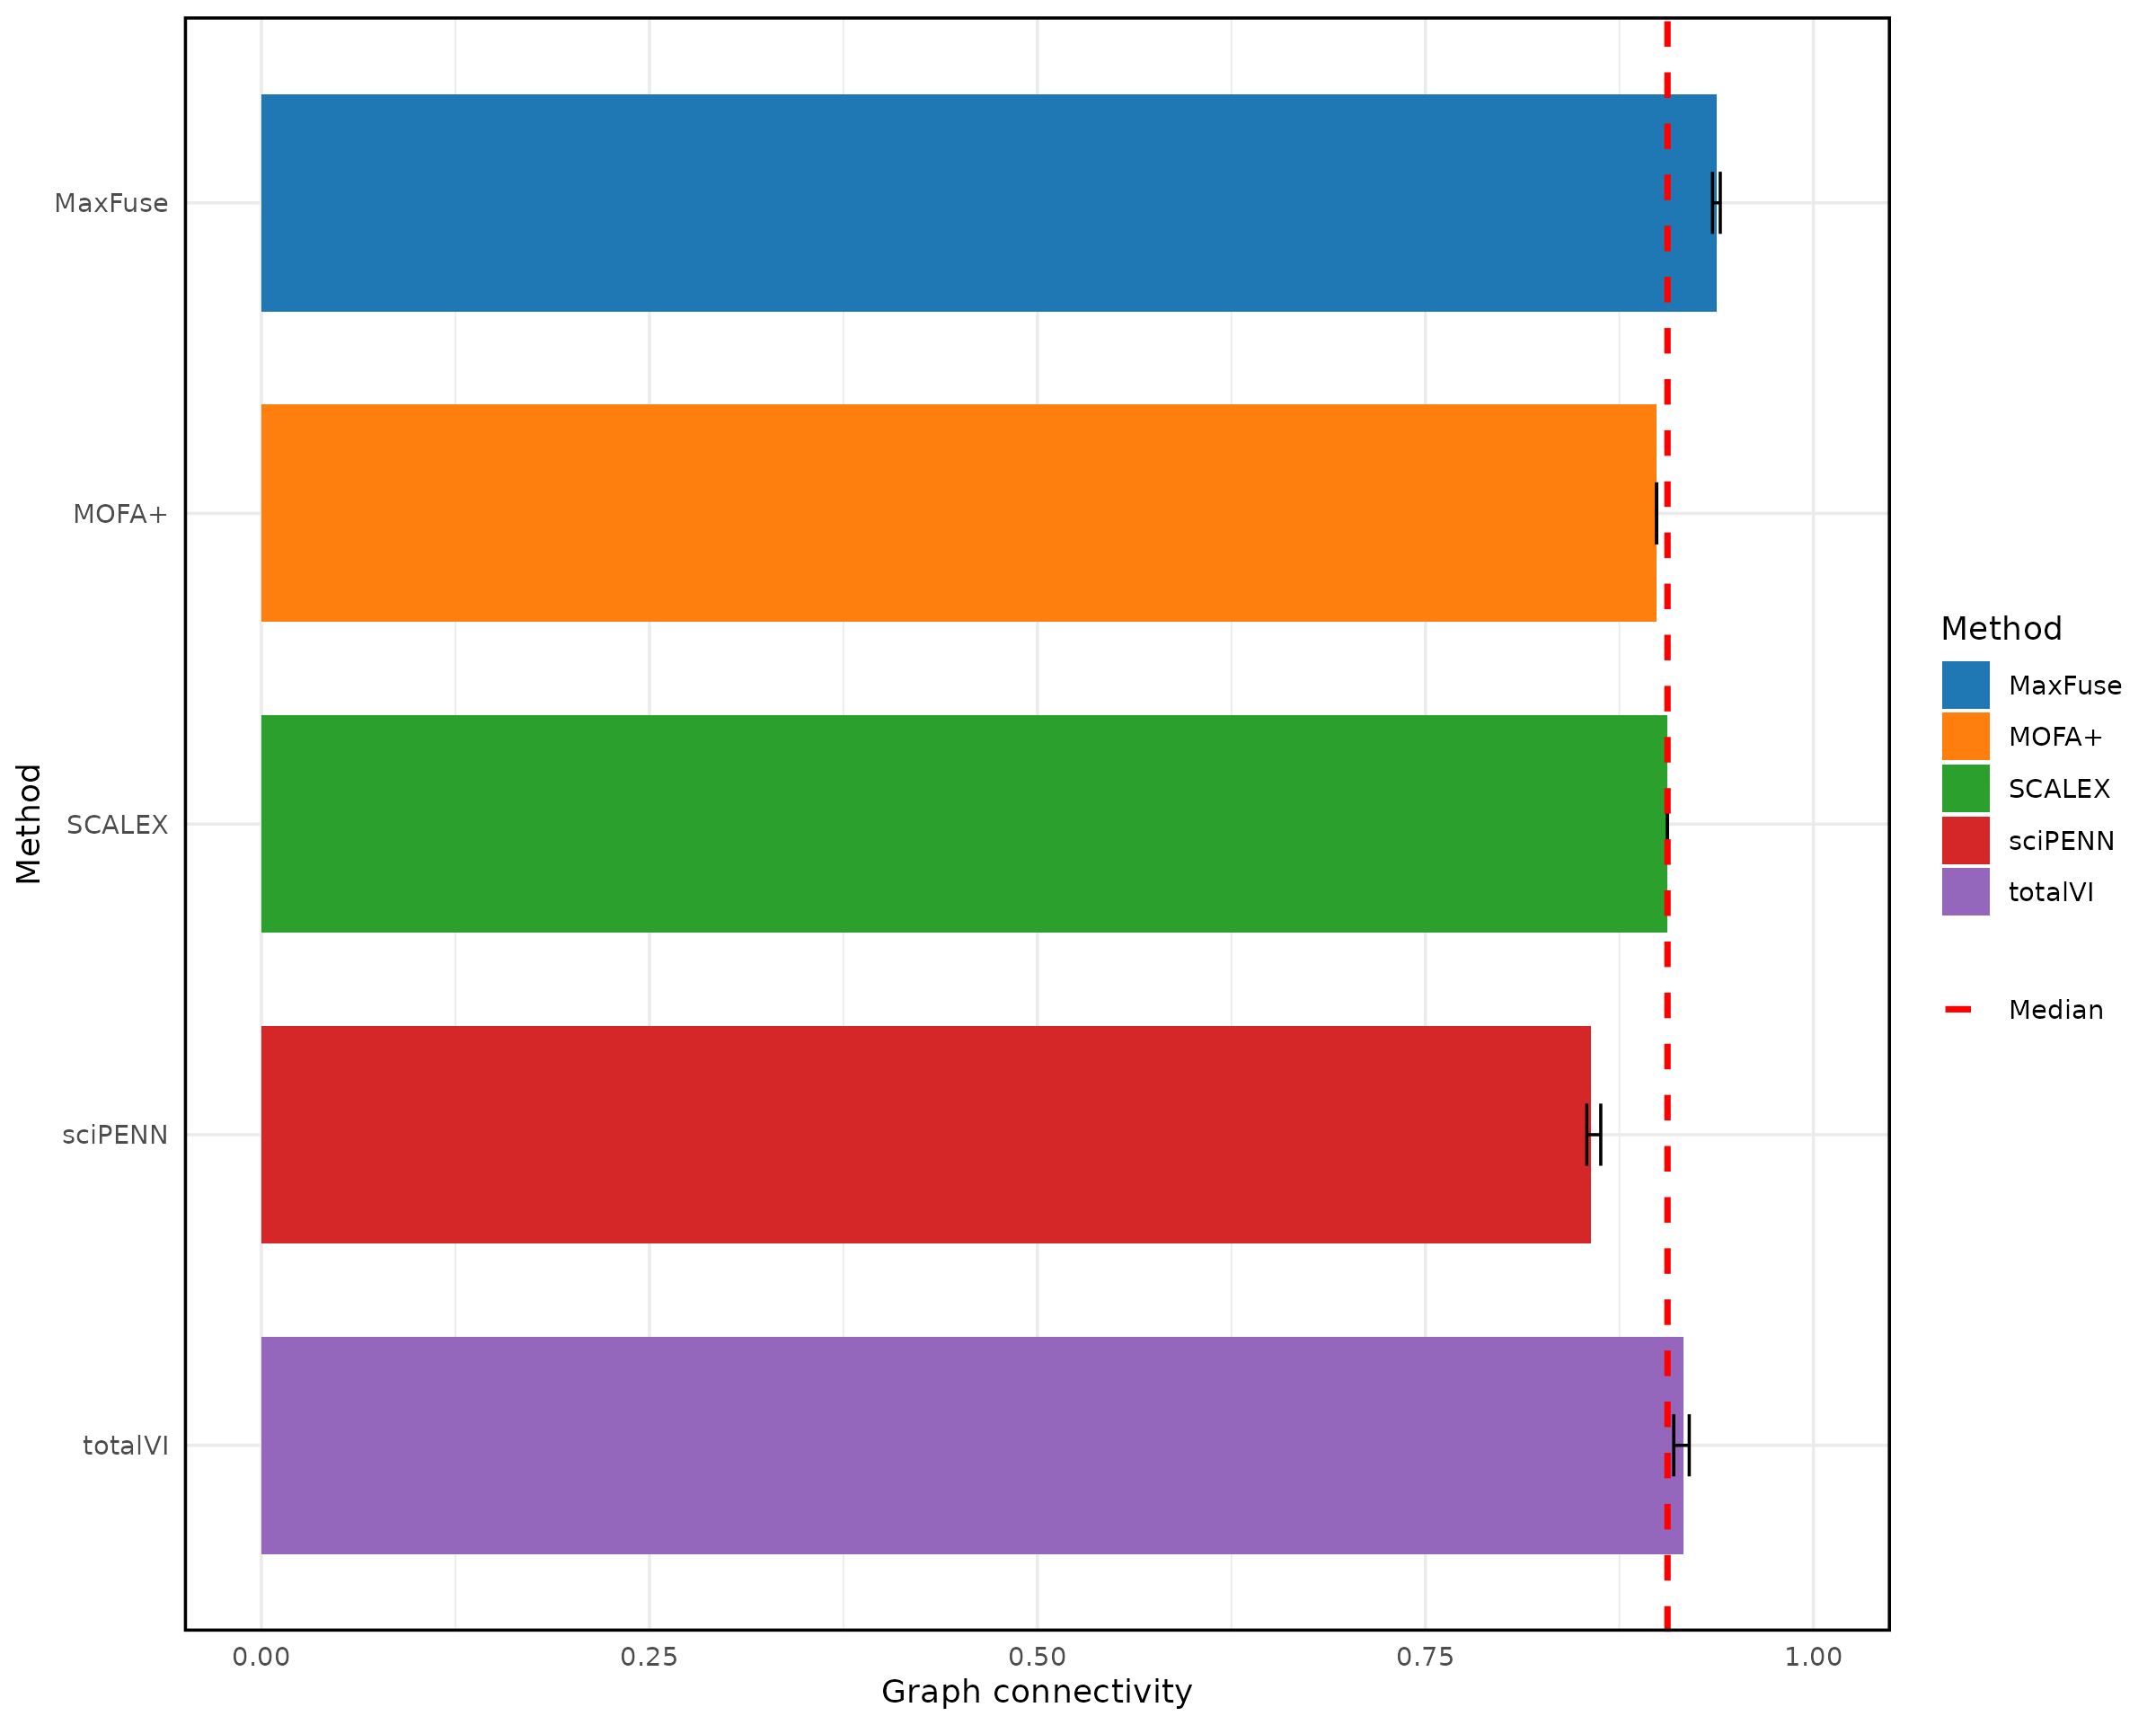 Method
MaxFuse
MOFA+
SCALEX
sciPENN
totalVI
0.00
0.25
0.50
0.75
1.00
Graph connectivity
Method
MaxFuse
MOFA+
SCALEX
sciPENN
totalVI
Median